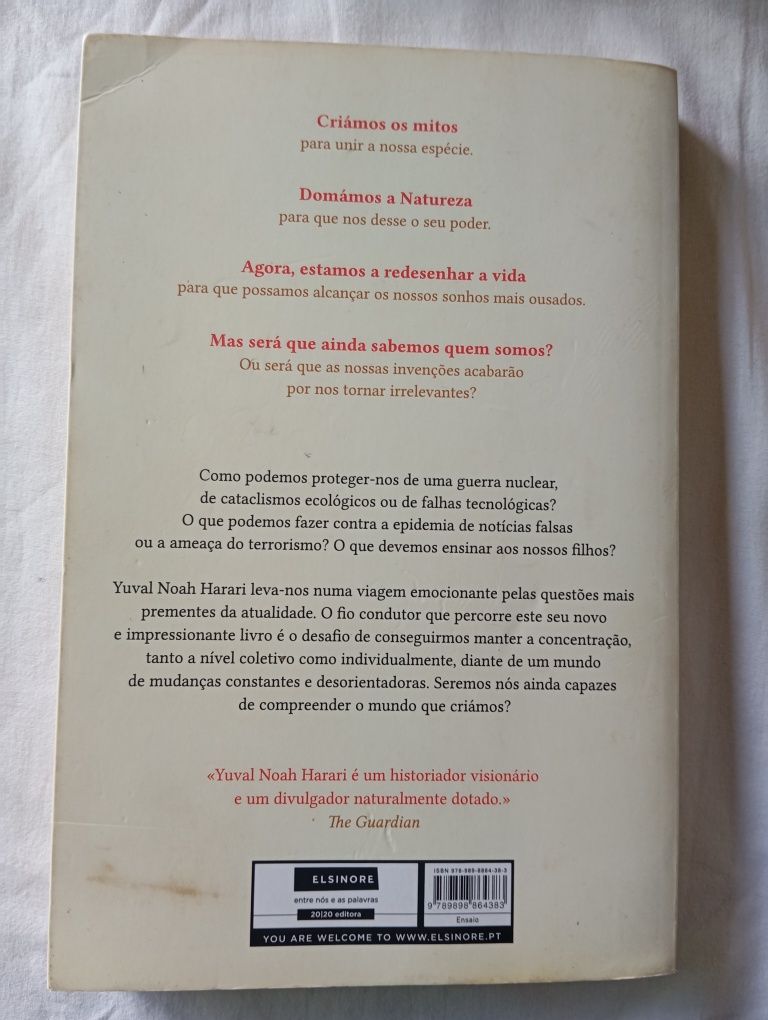 Criámos os mitos
para unir a nossa espécie.
Domámos a Natureza
para que nos desse o seu poder.
Agora, estamos a redesenhar a vida
para que possamos alcançar os nossos sonhos mais ousados.
Mas será que ainda sabemos quem somos?
Ou será que as nossas invenções acabarão
por nos tornar irrelevantes?
Como podemos proteger-nos de uma guerra nuclear,
de cataclismos ecológicos ou de falhas tecnológicas?
O que podemos fazer contra a epidemia de notícias falsas
ou a ameaça do terrorismo? O que devemos ensinar aos nossos filhos?
Yuval Noah Harari leva-nos numa viagem emocionante pelas questões mais
prementes da atualidade. O fio condutor que percorre este seu novo
e impressionante livro é o desafio de conseguirmos manter a concentração,
tanto a nível coletivo como individualmente, diante de um mundo
de mudanças constantes e desorientadoras. Seremos nós ainda capazes
de compreender o mundo que criámos?
«Yuval Noah Harari é um historiador visionário
e um divulgador naturalmente dotado.»
The Guardian
ELSINORE
entre nós e as palavras
20|20 editora
YOU ARE WELCOME TO WWW.ELSINORE.PT
ISBN 978-989-8864-38-3
9 789898 864383
Ensaio